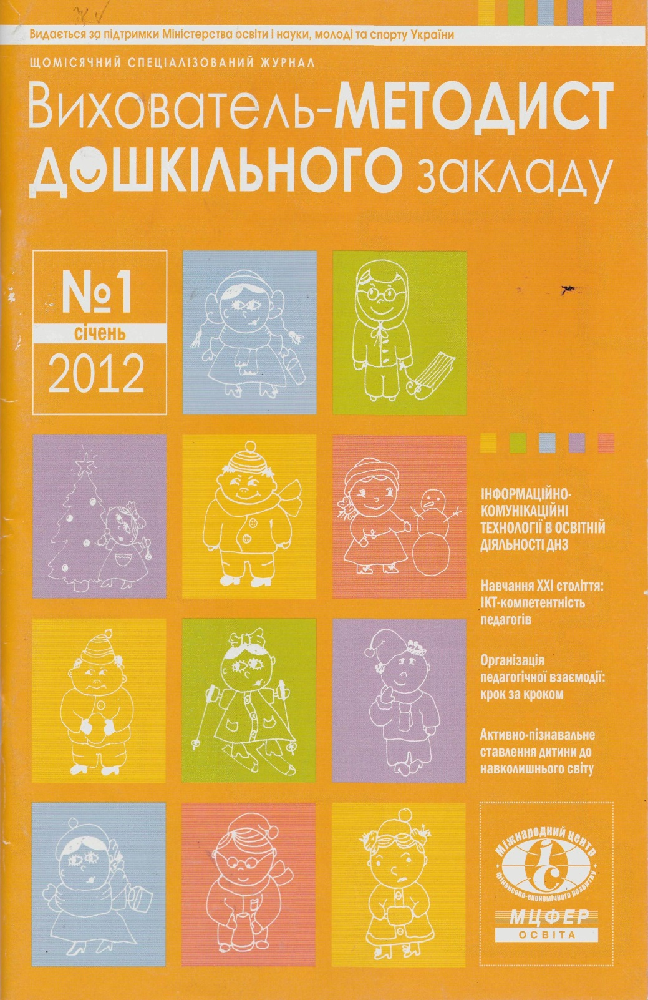 Видається за підтримки Міністерства освіти і науки, молоді та спорту України
ЩОМІСЯЧНИЙ СПЕЦІАЛІЗОВАНИЙ ЖУРНАЛ
Вихователь-МЕТОДИСТ
ДОШКІЛЬНОГО закладу
№1
січень
2012
ІНФОРМАЦІЙНО-
КОМУНІКАЦІЙНІ
ТЕХНОЛОГІЇ В ОСВІТНІЙ
ДІЯЛЬНОСТІ ДНЗ
Навчання ХХІ століття:
ІКТ-компетентність
педагогів
Організація
педагогічної взаємодії:
крок за кроком
Активно-пізнавальне
ставлення дитини до
навколишнього світу
Міжнародний центр
фінансово-економічного розвитку
іс
МЦФЕР
ОСВІТА